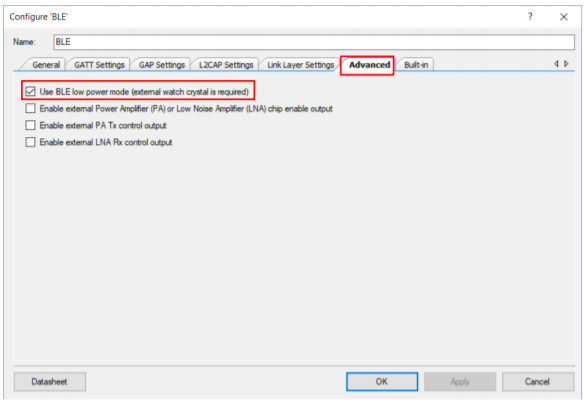 Configure 'BLE'
Name: BLE
General GATT Settings GAP Settings L2CAP Settings Link Layer Settings Advanced Built-in
Use BLE low power mode (external watch crystal is required)
Enable external Power Amplifier (PA) or Low Noise Amplifier (LNA) chip enable output
Enable external PA Tx control output
Enable external LNA Rx control output
Datasheet OK Apply Cancel